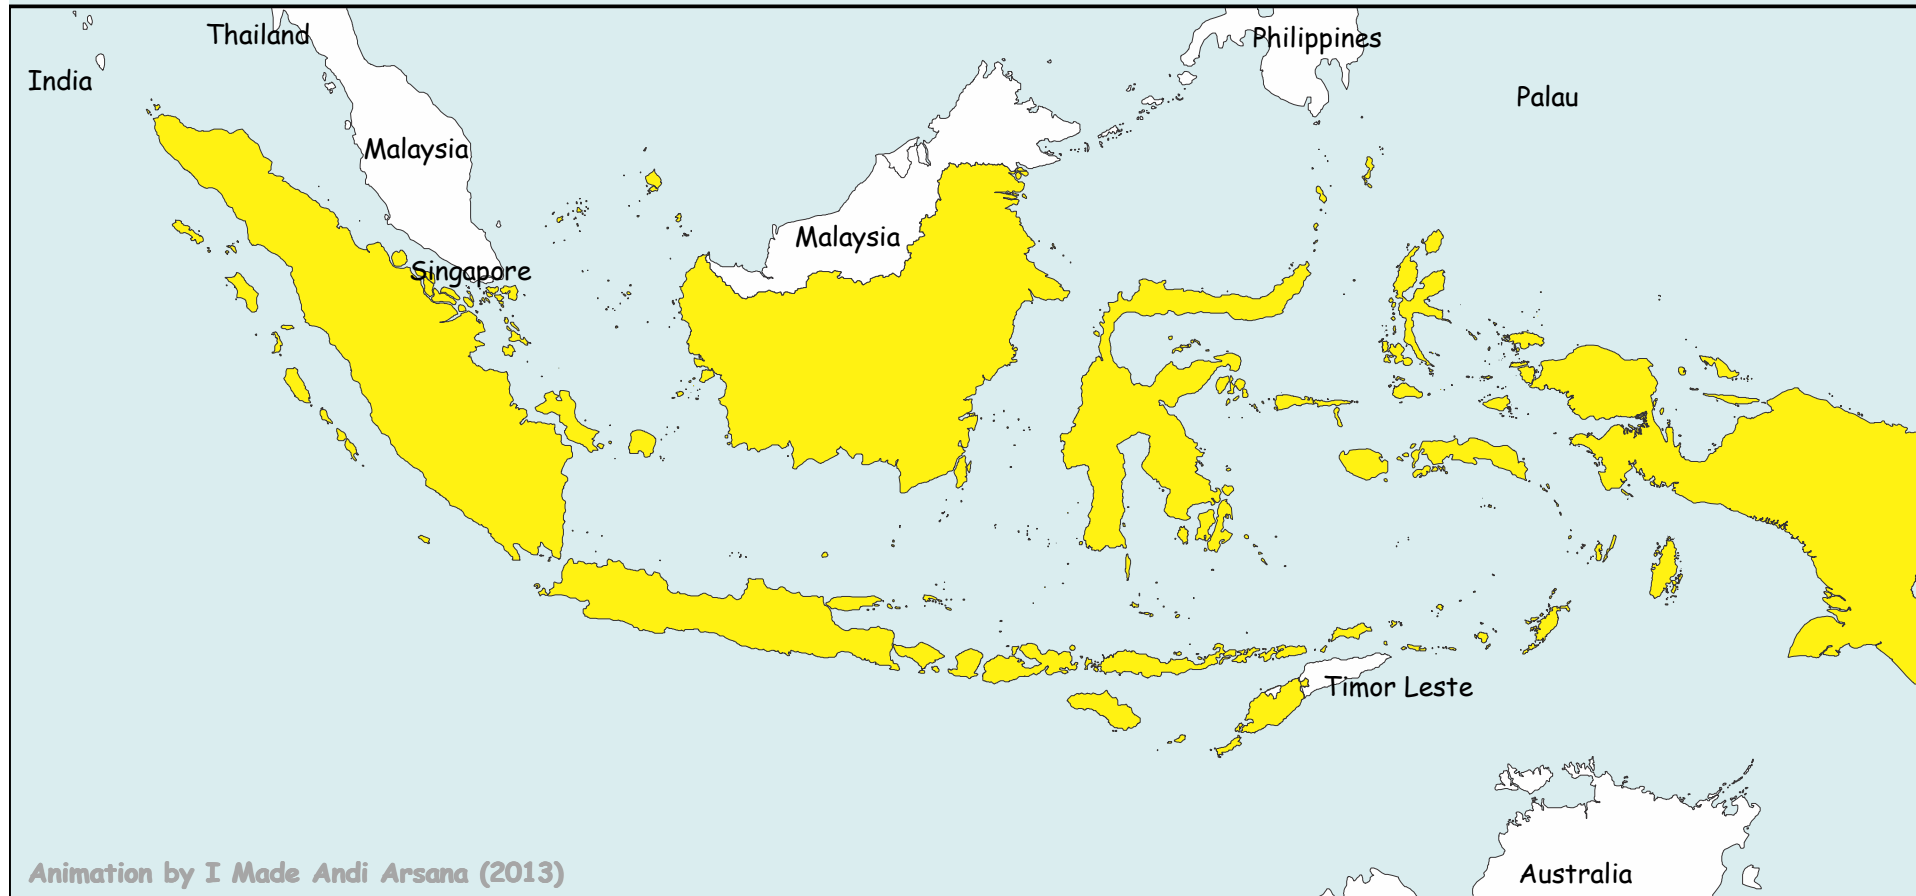 Thailand
Philippines
India
Palau
Malaysia
Malaysia
Singapore
Timor Leste
Australia
Animation by I Made Andi Arsana (2013)